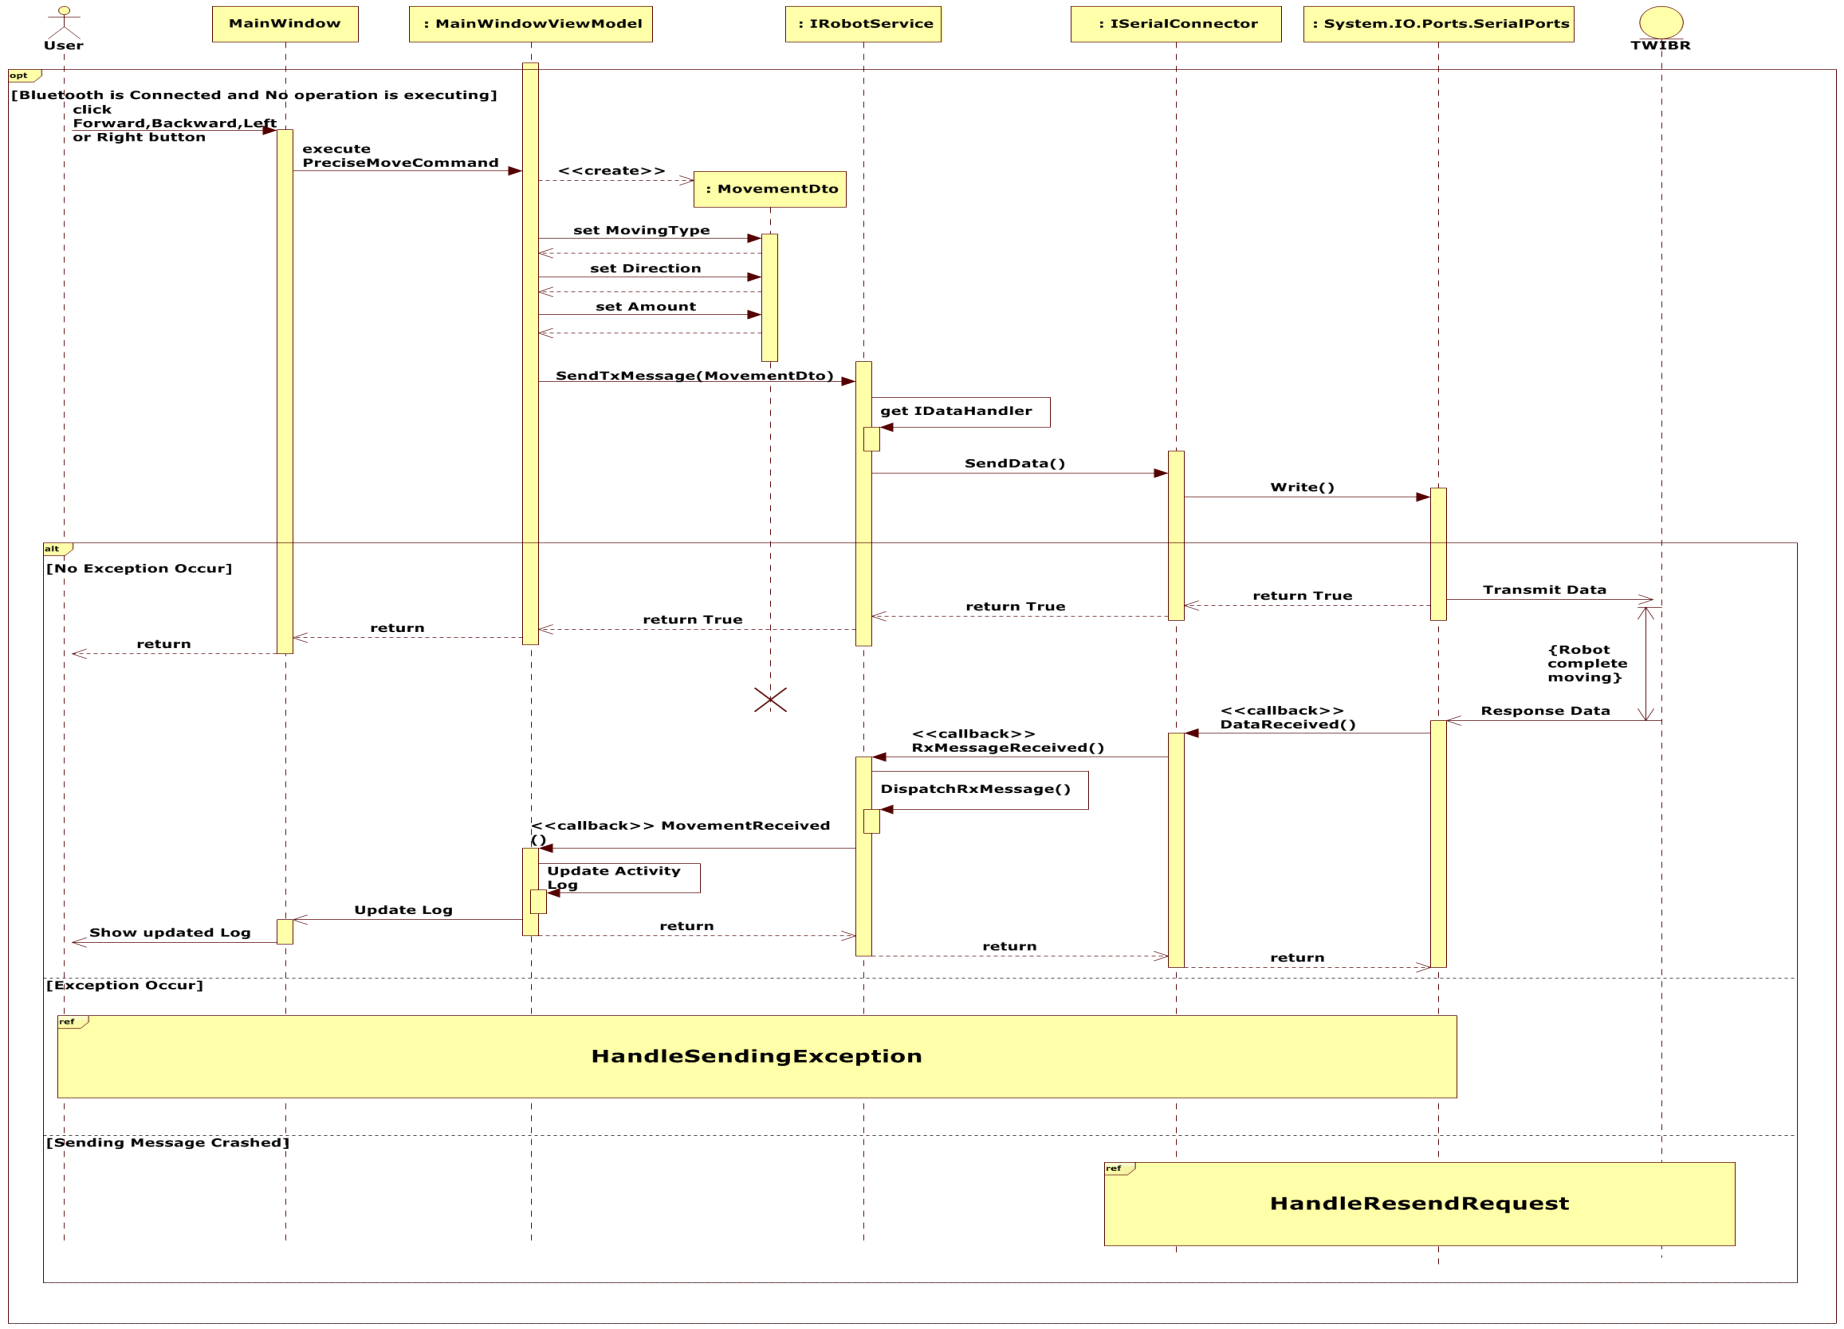 User
MainWindow
: MainWindowViewModel
: IRobotService
: ISerialConnector
: System.IO.Ports.SerialPorts
TWIBR
opt
[Bluetooth is Connected and No operation is executing]
click
Forward,Backward,Left
or Right button
execute
PreciseMoveCommand
<<create>>
: MovementDto
set MovingType
set Direction
set Amount
SendTxMessage(MovementDto)
get IDataHandler
SendData()
Write()
alt
[No Exception Occur]
Transmit Data
return True
return True
return True
return
return
{Robot
complete
moving}
Response Data
<<callback>>
DataReceived()
<<callback>>
RxMessageReceived()
DispatchRxMessage()
<<callback>> MovementReceived
()
Update Activity
Log
Update Log
Show updated Log
return
return
return
[Exception Occur]
ref
HandleSendingException
[Sending Message Crashed]
ref
HandleResendRequest